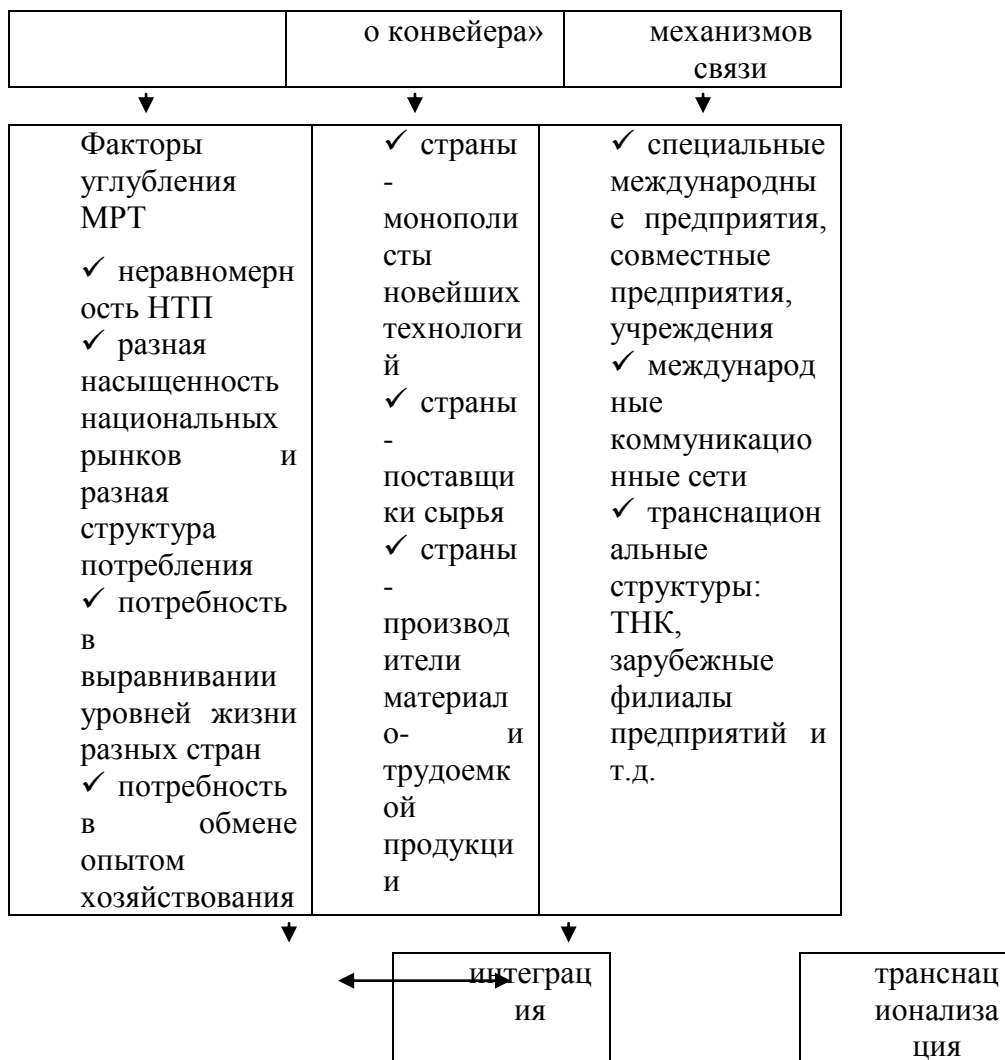 о конвейера»
механизмов
связи
Факторы
углубления
МРТ
✓ неравномерн
ость НТП
✓ разная
насыщенность
национальных
рынков и
разная
структура
потребления
✓ потребность
в
выравнивании
уровней жизни
разных стран
✓ потребность
в обмене
опытом
хозяйствования
✓ страны
-
монополи
сты
новейших
технологи
й
✓ страны
-
поставщи
ки сырья
✓ страны
-
производ
ители
материал
о- и
трудоемк
ой
продукци
и
✓ специальные
международны
е предприятия,
совместные
предприятия,
учреждения
✓ международ
ные
коммуникацио
нные сети
✓ транснацион
альные
структуры:
ТНК,
зарубежные
филиалы
предприятий и
т.д.
интеграц
ия
транснац
ионализа
ция